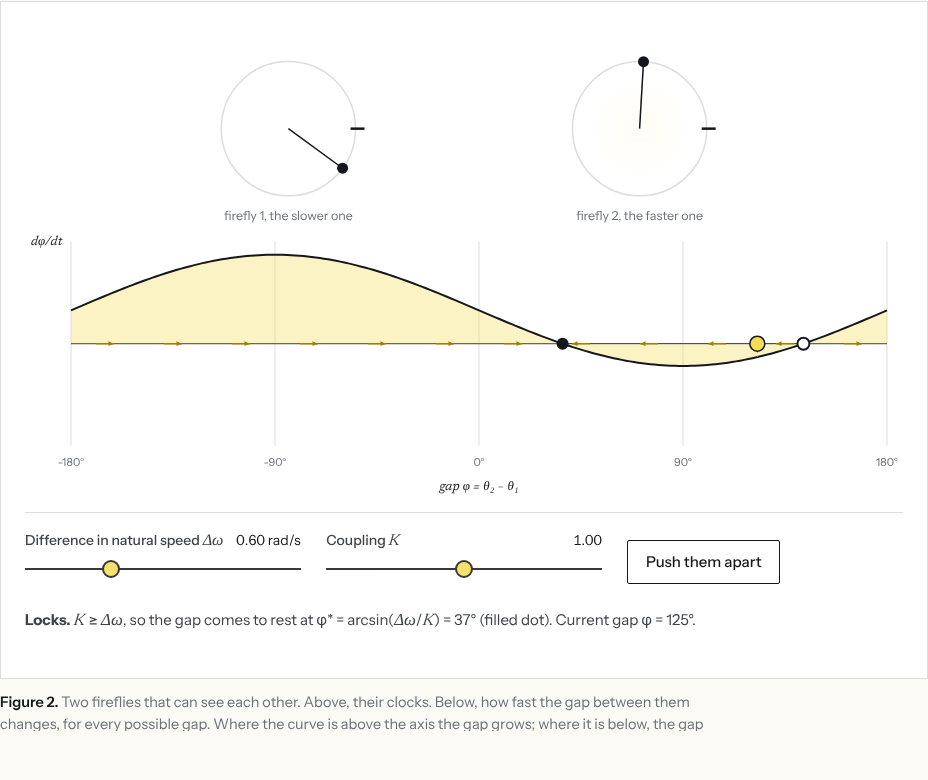 firefly 1, the slower one
firefly 2, the faster one
dφ/dt
-180°
-90°
0°
90°
180°
gap φ = θ₂ − θ₁
Difference in natural speed Δω 0.60 rad/s
Coupling K 1.00
Push them apart
Locks. K ≥ Δω, so the gap comes to rest at φ* = arcsin(Δω/K) = 37° (filled dot). Current gap φ = 125°.
Figure 2. Two fireflies that can see each other. Above, their clocks. Below, how fast the gap between them
changes, for every possible gap. Where the curve is above the axis the gap grows; where it is below, the gap